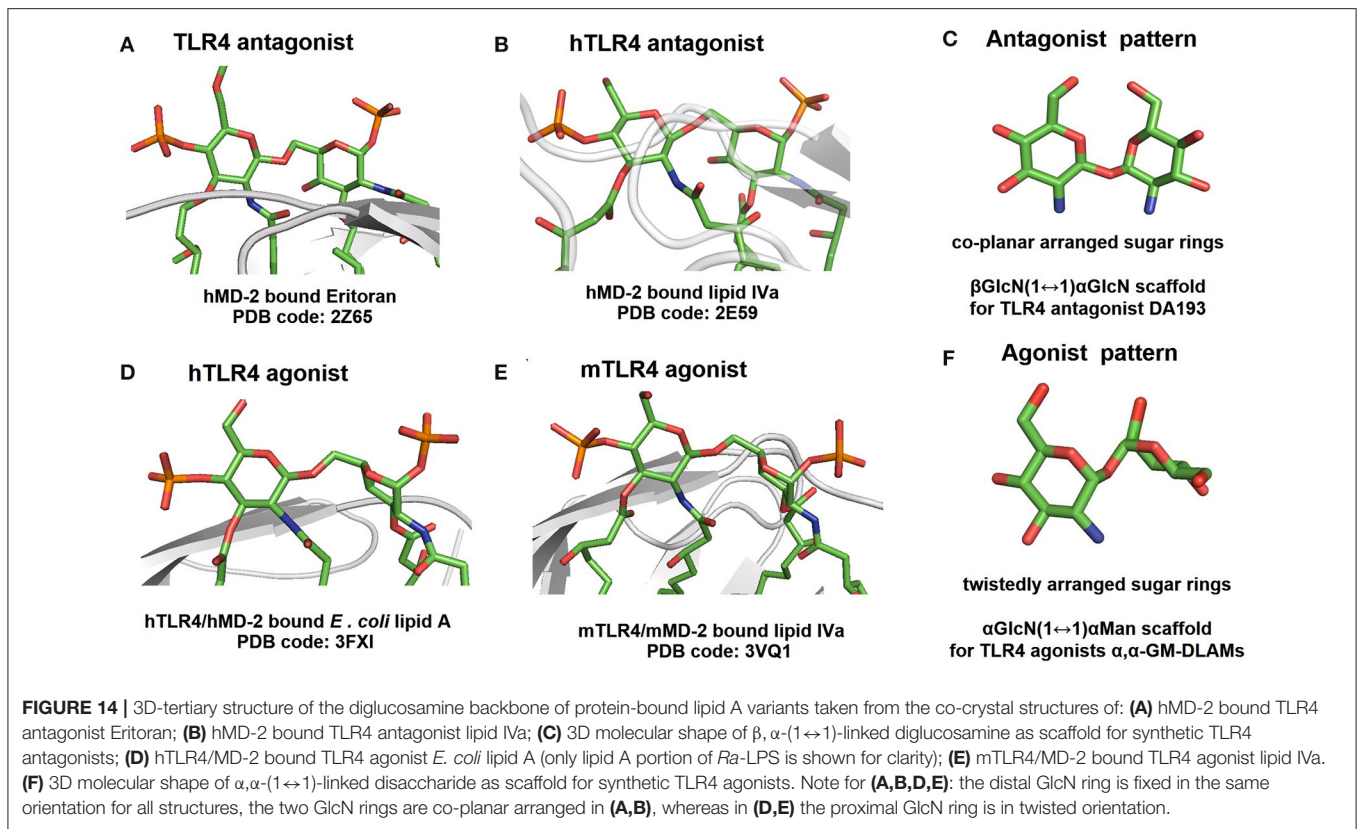 A TLR4 antagonist
hMD-2 bound Eritoran
PDB code: 2Z65
B hTLR4 antagonist
hMD-2 bound lipid IVa
PDB code: 2E59
C Antagonist pattern
co-planar arranged sugar rings
βGlcN(1↔1)αGlcN scaffold
for TLR4 antagonist DA193
D hTLR4 agonist
hTLR4/hMD-2 bound E. coli lipid A
PDB code: 3FXI
E mTLR4 agonist
mTLR4/mMD-2 bound lipid IVa
PDB code: 3VQ1
F Agonist pattern
twistedly arranged sugar rings
αGlcN(1↔1)αMan scaffold
for TLR4 agonists α,α-GM-DLAMs
FIGURE 14 | 3D-tertiary structure of the diglucosamine backbone of protein-bound lipid A variants taken from the co-crystal structures of: (A) hMD-2 bound TLR4
antagonist Eritoran; (B) hMD-2 bound TLR4 antagonist lipid IVa; (C) 3D molecular shape of β, α-(1↔1)-linked diglucosamine as scaffold for synthetic TLR4
antagonists; (D) hTLR4/MD-2 bound TLR4 agonist E. coli lipid A (only lipid A portion of Ra-LPS is shown for clarity); (E) mTLR4/MD-2 bound TLR4 agonist lipid IVa.
(F) 3D molecular shape of α,α-(1↔1)-linked disaccharide as scaffold for synthetic TLR4 agonists. Note for (A,B,D,E): the distal GlcN ring is fixed in the same
orientation for all structures, the two GlcN rings are co-planar arranged in (A,B), whereas in (D,E) the proximal GlcN ring is in twisted orientation.